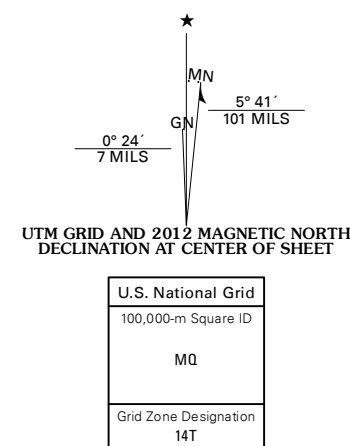 ★
MN
5° 41´
101 MILS
GN
0° 24´
7 MILS
UTM GRID AND 2012 MAGNETIC NORTH
DECLINATION AT CENTER OF SHEET
U.S. National Grid
100,000-m Square ID
MQ
Grid Zone Designation
14T